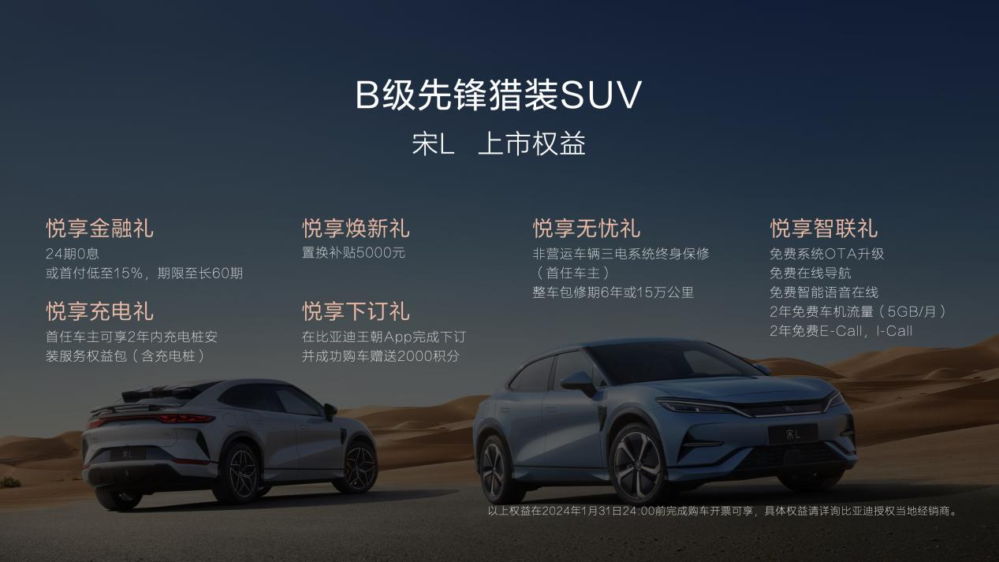 B级先锋猎装SUV
宋L 上市权益
悦享金融礼
24期0息
或首付低至15%，期限至长60期
悦享充电礼
首任车主可享2年内充电桩安
装服务权益包（含充电桩）
悦享焕新礼
置换补贴5000元
悦享下订礼
在比亚迪王朝App完成下订
并成功购车赠送2000积分
悦享无忧礼
非营运车辆三电系统终身保修
（首任车主）
整车包修期6年或15万公里
悦享智联礼
免费系统OTA升级
免费在线导航
免费智能语音在线
2年免费车机流量（5GB/月）
2年免费E-Call，I-Call
宋L
宋L
以上权益在2024年1月31日24:00前完成购车开票可享，具体权益请详询比亚迪授权当地经销商。